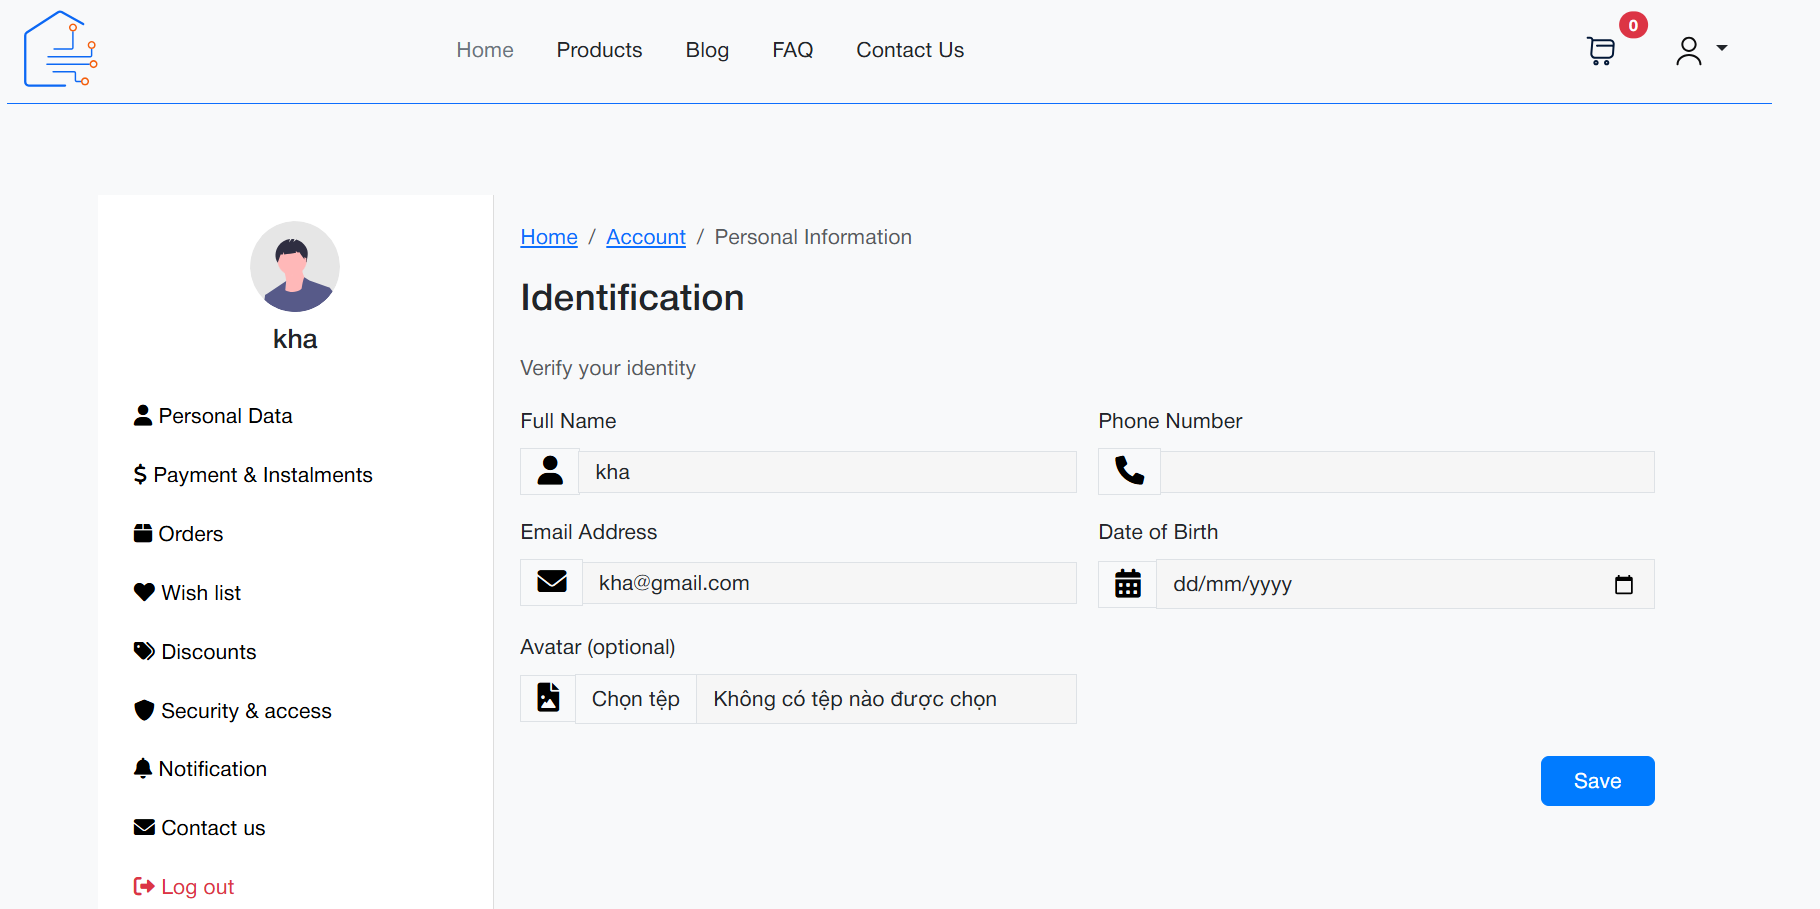 Home Products Blog FAQ Contact Us 0
kha
Personal Data
Payment & Instalments
Orders
Wish list
Discounts
Security & access
Notification
Contact us
Log out
Home / Account / Personal Information
Identification
Verify your identity
Full Name
kha
Phone Number
Email Address
kha@gmail.com
Date of Birth
dd/mm/yyyy
Avatar (optional)
Chọn tệp Không có tệp nào được chọn
Save